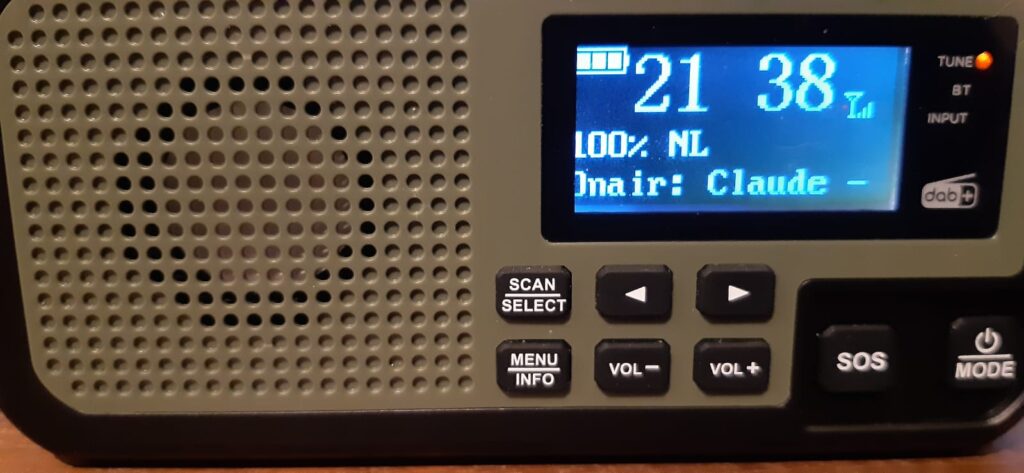 21 38
100% NL
Onair: Claude -
TUNE
BT
INPUT
dab+
SCAN
SELECT
MENU
INFO
VOL-
VOL+
SOS
MODE